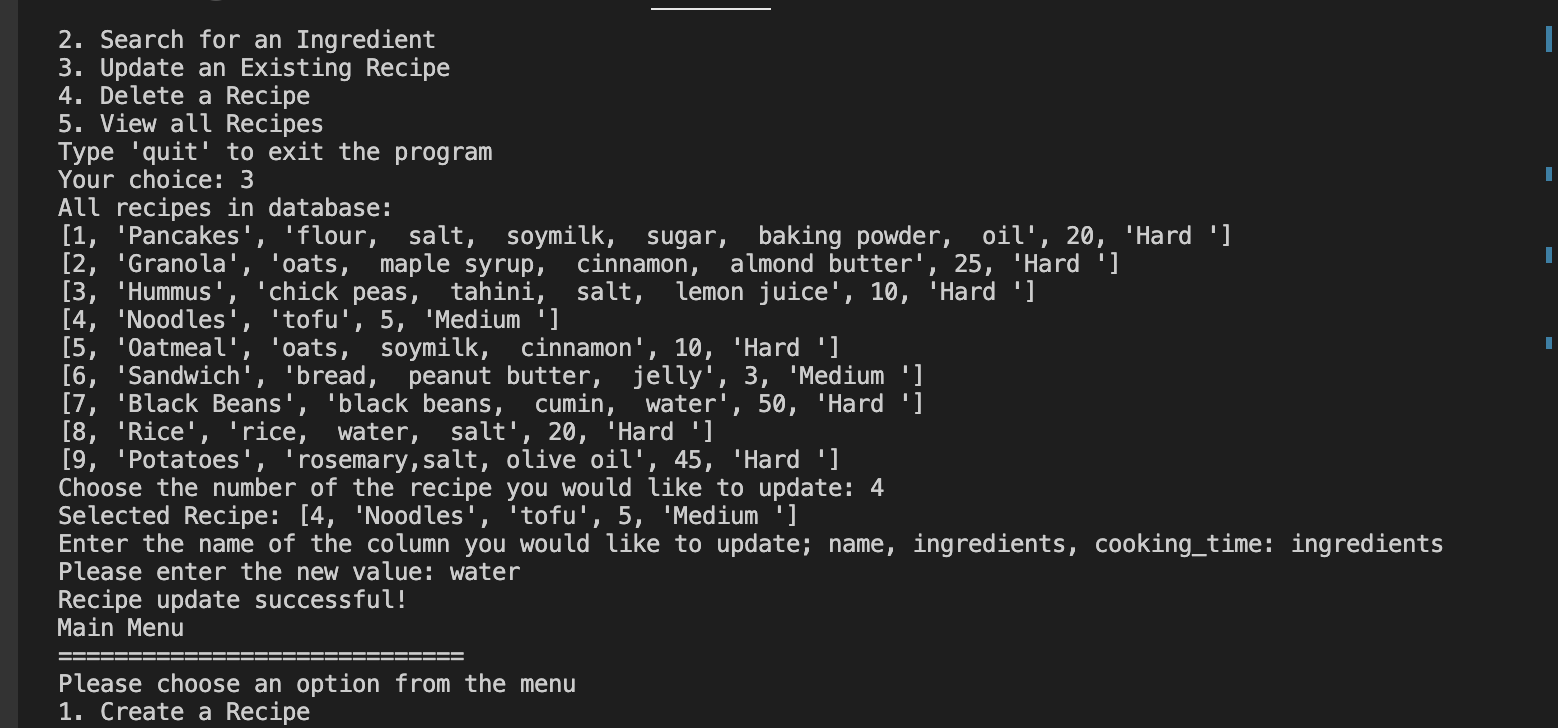 2. Search for an Ingredient
3. Update an Existing Recipe
4. Delete a Recipe
5. View all Recipes
Type 'quit' to exit the program
Your choice: 3
All recipes in database:
[1, 'Pancakes', 'flour,  salt,  soymilk,  sugar,  baking powder,  oil', 20, 'Hard ']
[2, 'Granola', 'oats,  maple syrup,  cinnamon,  almond butter', 25, 'Hard ']
[3, 'Hummus', 'chick peas,  tahini,  salt,  lemon juice', 10, 'Hard ']
[4, 'Noodles', 'tofu', 5, 'Medium ']
[5, 'Oatmeal', 'oats,  soymilk,  cinnamon', 10, 'Hard ']
[6, 'Sandwich', 'bread,  peanut butter,  jelly', 3, 'Medium ']
[7, 'Black Beans', 'black beans,  cumin,  water', 50, 'Hard ']
[8, 'Rice', 'rice,  water,  salt', 20, 'Hard ']
[9, 'Potatoes', 'rosemary,salt, olive oil', 45, 'Hard ']
Choose the number of the recipe you would like to update: 4
Selected Recipe: [4, 'Noodles', 'tofu', 5, 'Medium ']
Enter the name of the column you would like to update; name, ingredients, cooking_time: ingredients
Please enter the new value: water
Recipe update successful!
Main Menu
=============================
Please choose an option from the menu
1. Create a Recipe